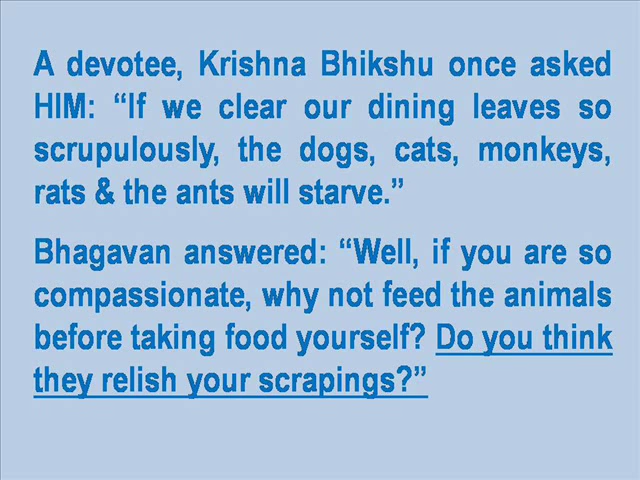 A devotee, Krishna Bhikshu once asked
HIM: “If we clear our dining leaves so
scrupulously, the dogs, cats, monkeys,
rats & the ants will starve.”
Bhagavan answered: “Well, if you are so
compassionate, why not feed the animals
before taking food yourself? Do you think
they relish your scrapings?”